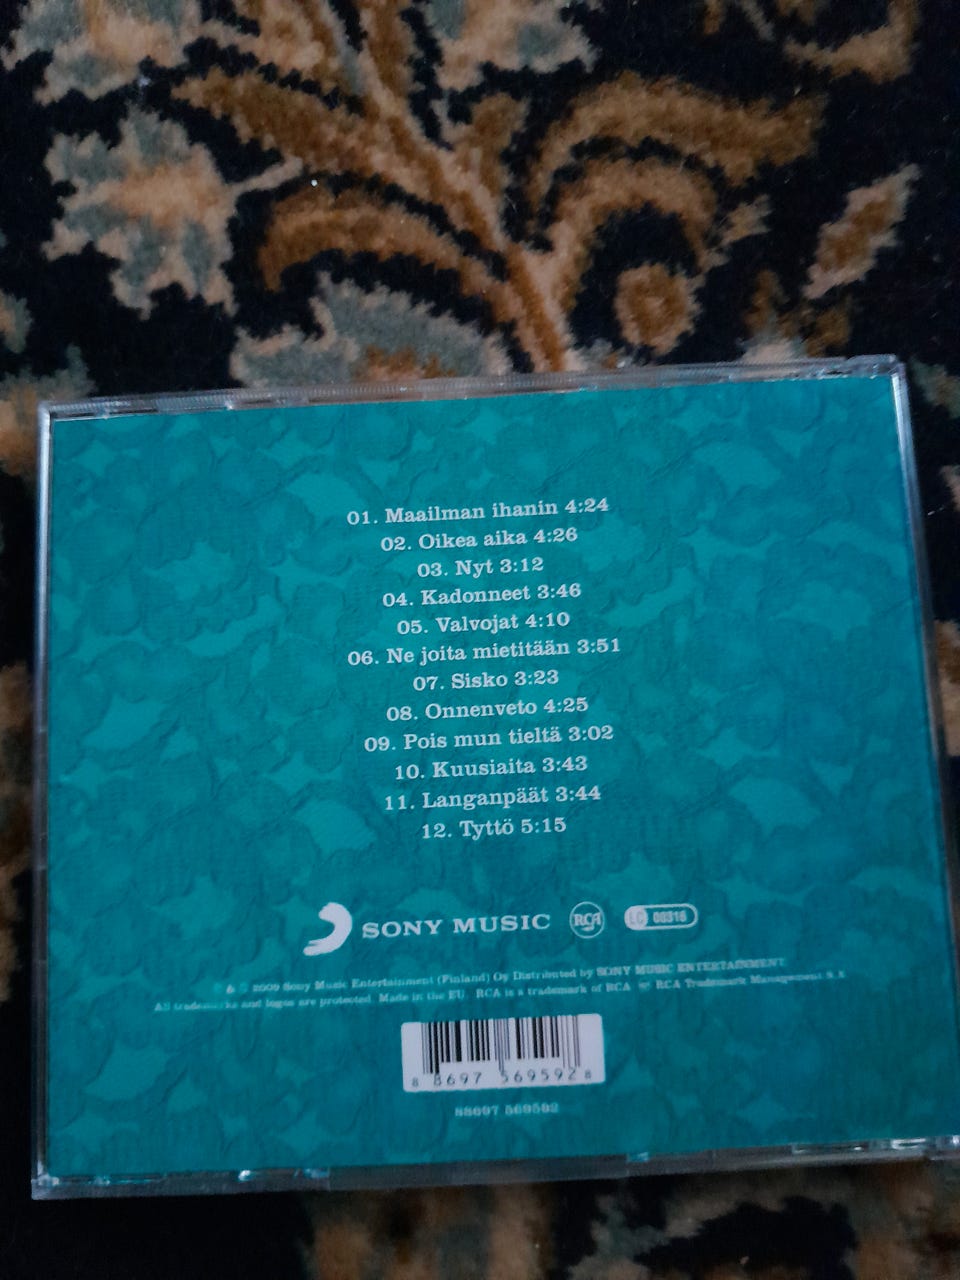 01. Maailman ihanin 4:24
02. Oikea aika 4:26
03. Nyt 3:12
04. Kadonneet 3:46
05. Valvojat 4:10
06. Ne joita mietitään 3:51
07. Sisko 3:23
08. Onnenveto 4:25
09. Pois mun tieltä 3:02
10. Kuusiaita 3:43
11. Langanpäät 3:44
12. Tyttö 5:15
SONY MUSIC RCA LC 00316
℗ & © 2009 Sony Music Entertainment (Finland) Oy Distributed by SONY MUSIC ENTERTAINMENT
All trademarks and logos are protected. Made in the EU. RCA is a trademark of RCA Trademark Management S.A.
8 8697 569592 8
88697 569592